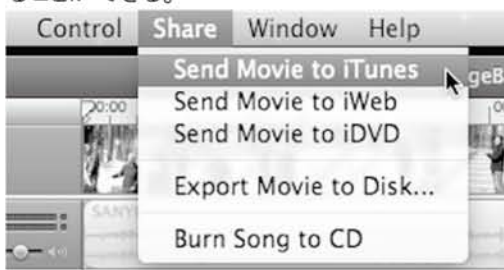 Control Share Window Help
Send Movie to iTunes
geB
Send Movie to iWeb
Send Movie to iDVD
Export Movie to Disk...
Burn Song to CD